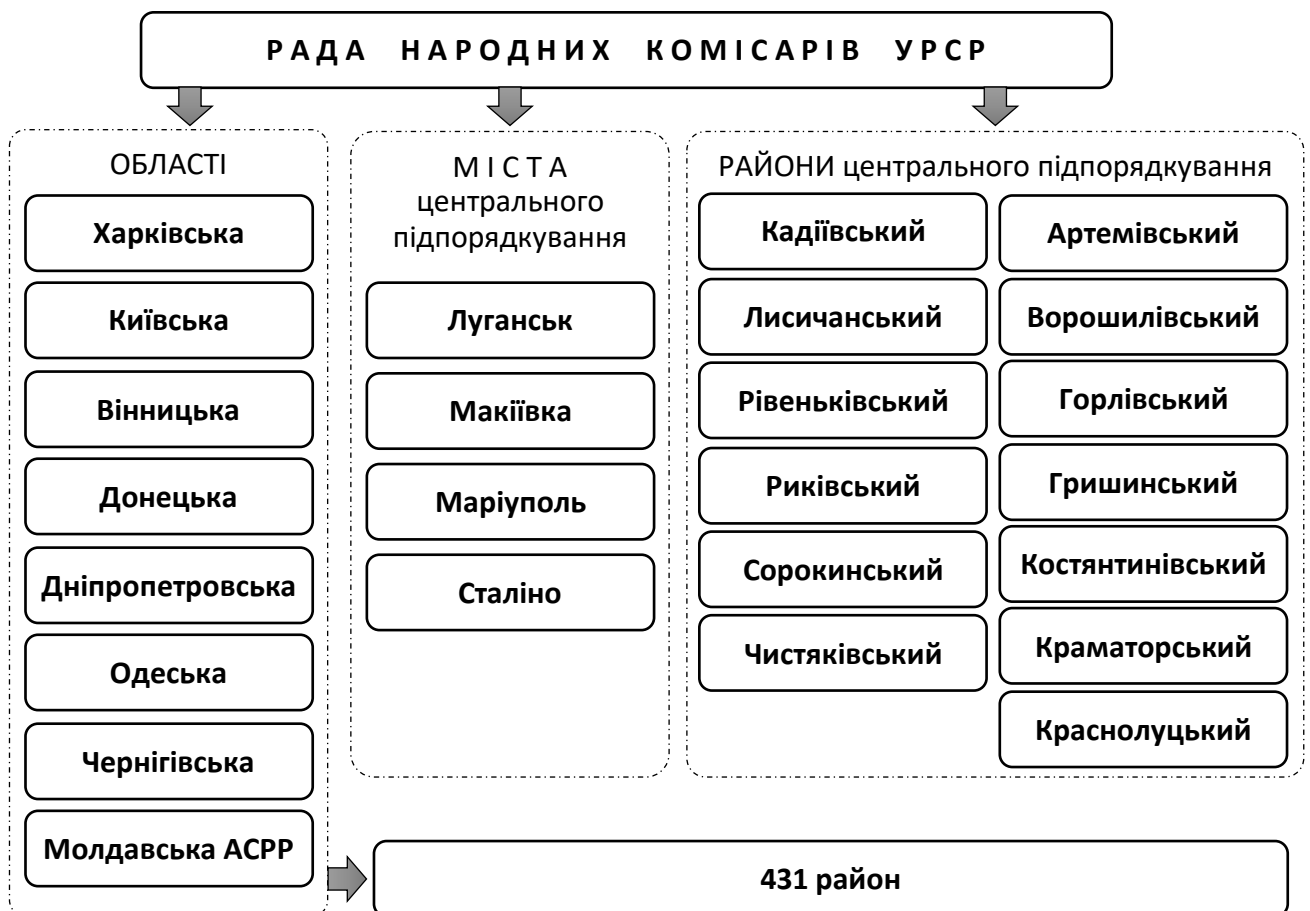 РАДА НАРОДНИХ КОМІСАРІВ УРСР
ОБЛАСТІ
Харківська
Київська
Вінницька
Донецька
Дніпропетровська
Одеська
Чернігівська
Молдавська АСРР
МІСТА
центрального
підпорядкування
Луганськ
Макіївка
Маріуполь
Сталіно
РАЙОНИ центрального підпорядкування
Кадіївський
Лисичанський
Рівеньківський
Риківський
Сорокинський
Чистяківський
Артемівський
Ворошилівський
Горлівський
Гришинський
Костянтинівський
Краматорський
Краснолуцький
431 район